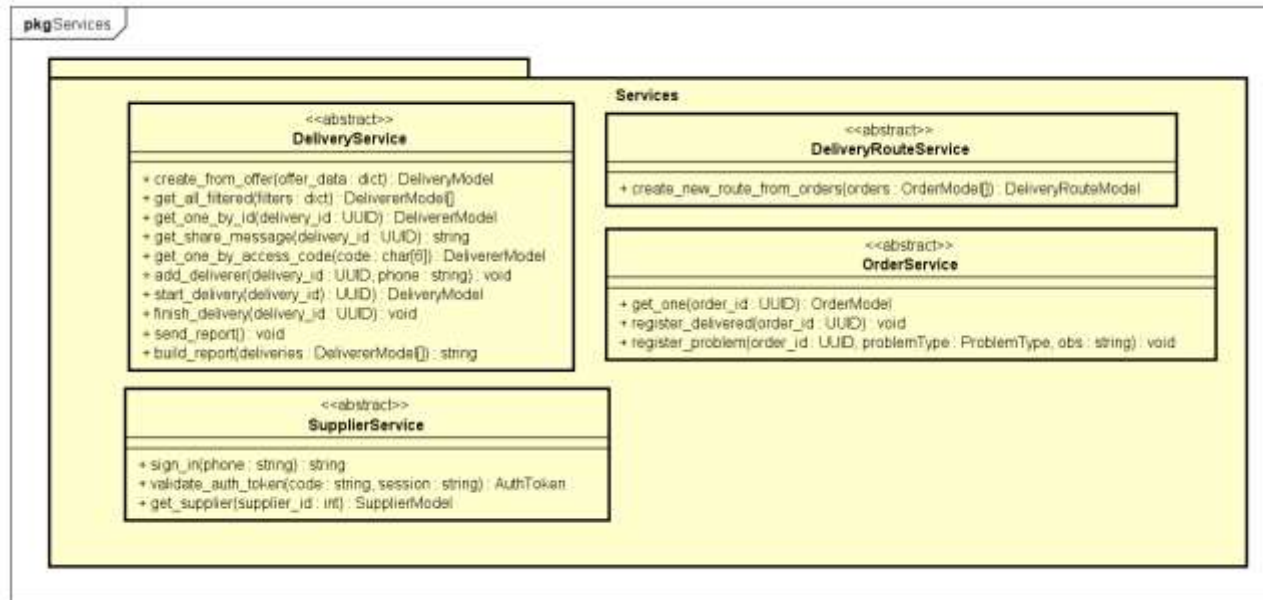 pkg Services
Services
<<abstract>>
DeliveryService
+ create_from_offer(offer_data : dict) : DeliveryModel
+ get_all_filtered(filters : dict) : DelivererModel[]
+ get_one_by_id(delivery_id : UUID) : DelivererModel
+ get_share_message(delivery_id : UUID) : string
+ get_one_by_access_code(code : char[6]) : DelivererModel
+ add_deliverer(delivery_id : UUID, phone : string) : void
+ start_delivery(delivery_id) : UUID) : DeliveryModel
+ finish_delivery(delivery_id : UUID) : void
+ send_report() : void
+ build_report(deliveries : DelivererModel[]) : string
<<abstract>>
DeliveryRouteService
+ create_new_route_from_orders(orders : OrderModel[]) : DeliveryRouteModel
<<abstract>>
OrderService
+ get_one(order_id : UUID) : OrderModel
+ register_delivered(order_id : UUID) : void
+ register_problem(order_id : UUID, problemType : ProblemType, obs : string) : void
<<abstract>>
SupplierService
+ sign_in(phone : string) : string
+ validate_auth_token(code : string, session : string) : AuthToken
+ get_supplier(supplier_id : int) : SupplierModel